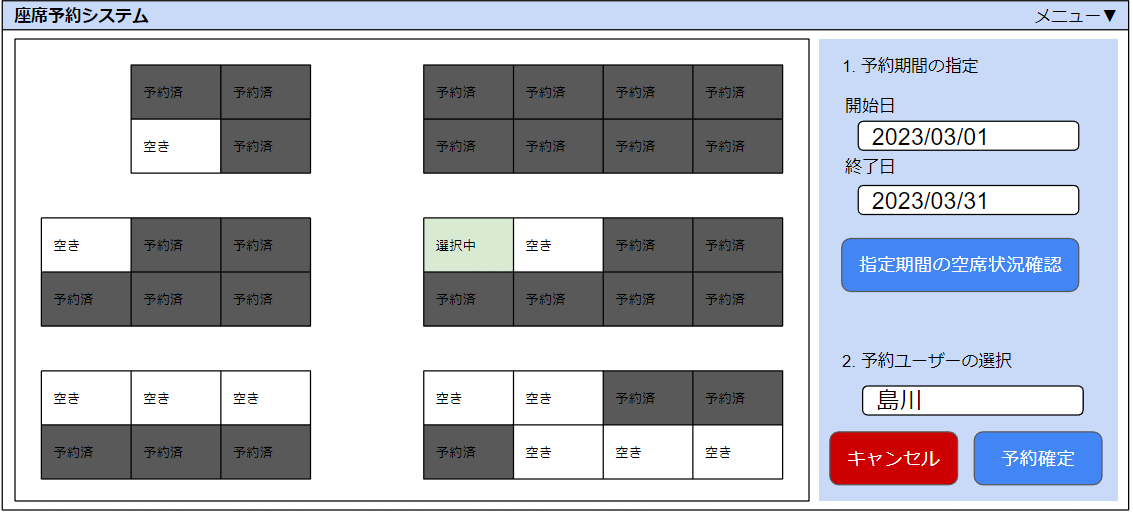 座席予約システム メニュー▼
予約済 予約済 予約済 予約済 予約済 予約済
空き 予約済 予約済 予約済 予約済 予約済
空き 予約済 予約済 選択中 空き 予約済 予約済
予約済 予約済 予約済 予約済 予約済 予約済 予約済
空き 空き 空き 空き 空き 予約済 予約済
予約済 予約済 予約済 予約済 空き 空き 空き
1. 予約期間の指定
開始日
2023/03/01
終了日
2023/03/31
指定期間の空席状況確認
2. 予約ユーザーの選択
島川
キャンセル 予約確定